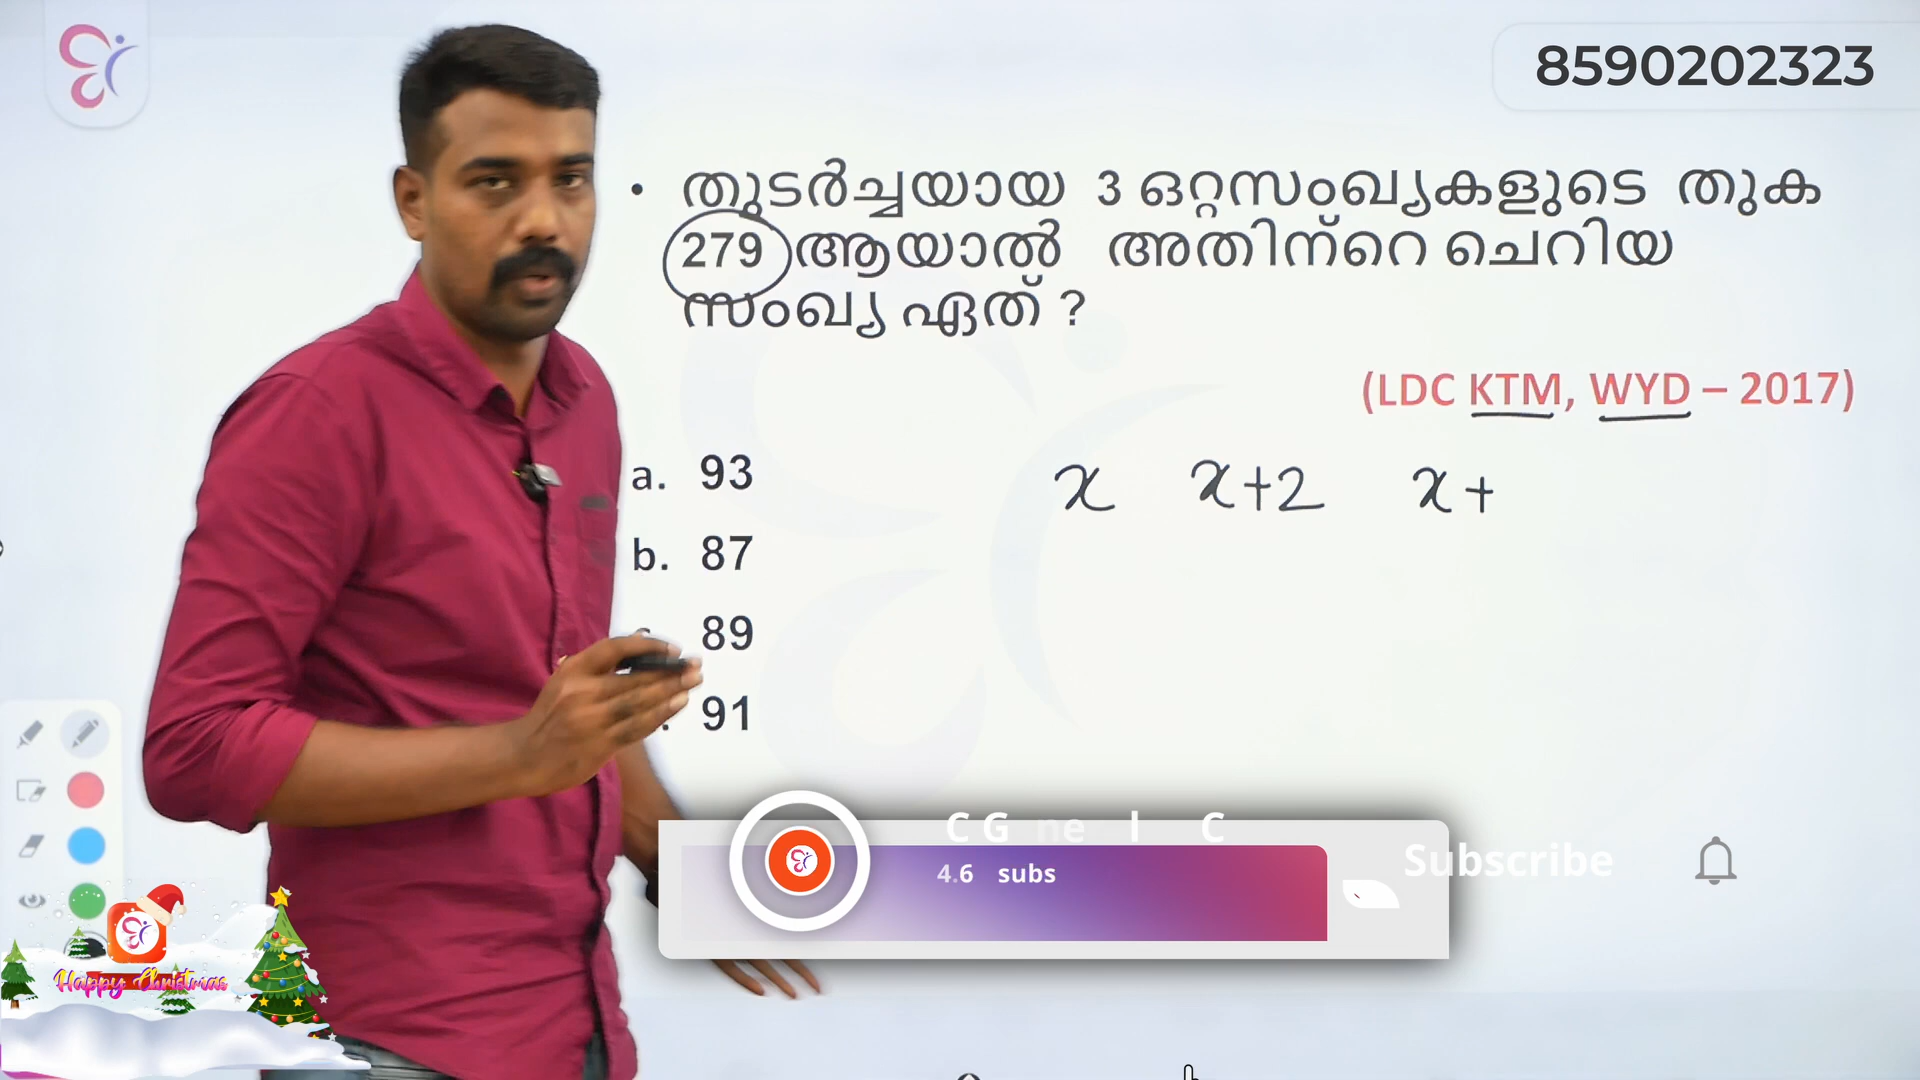 8590202323
• തുടർച്ചയായ 3 ഒറ്റസംഖ്യകളുടെ തുക
279 ആയാൽ അതിന്റെ ചെറിയ
സംഖ്യ ഏത് ?
(LDC KTM, WYD – 2017)
a. 93
x x+2 x+
b. 87
89
91
C G ne l C
4.6 subs
Subscribe
Happy Christmas